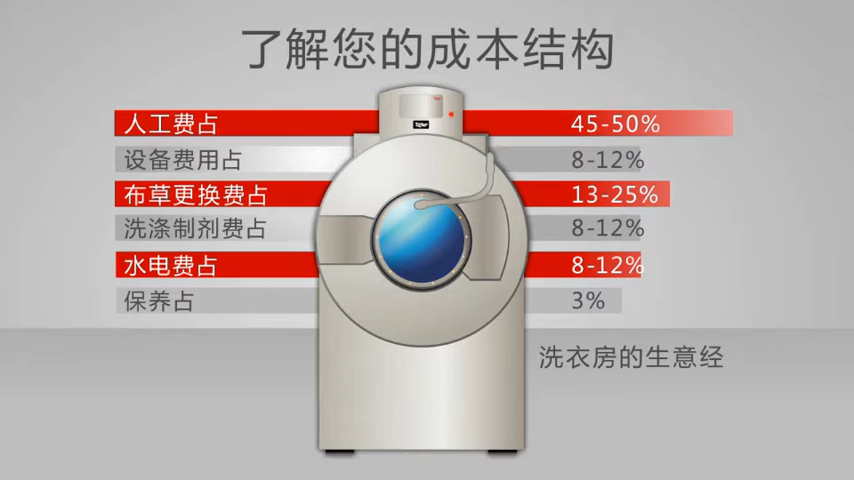 了解您的成本结构
人工费占 45-50%
设备费用占 8-12%
布草更换费占 13-25%
洗涤制剂费占 8-12%
水电费占 8-12%
保养占 3%
洗衣房的生意经